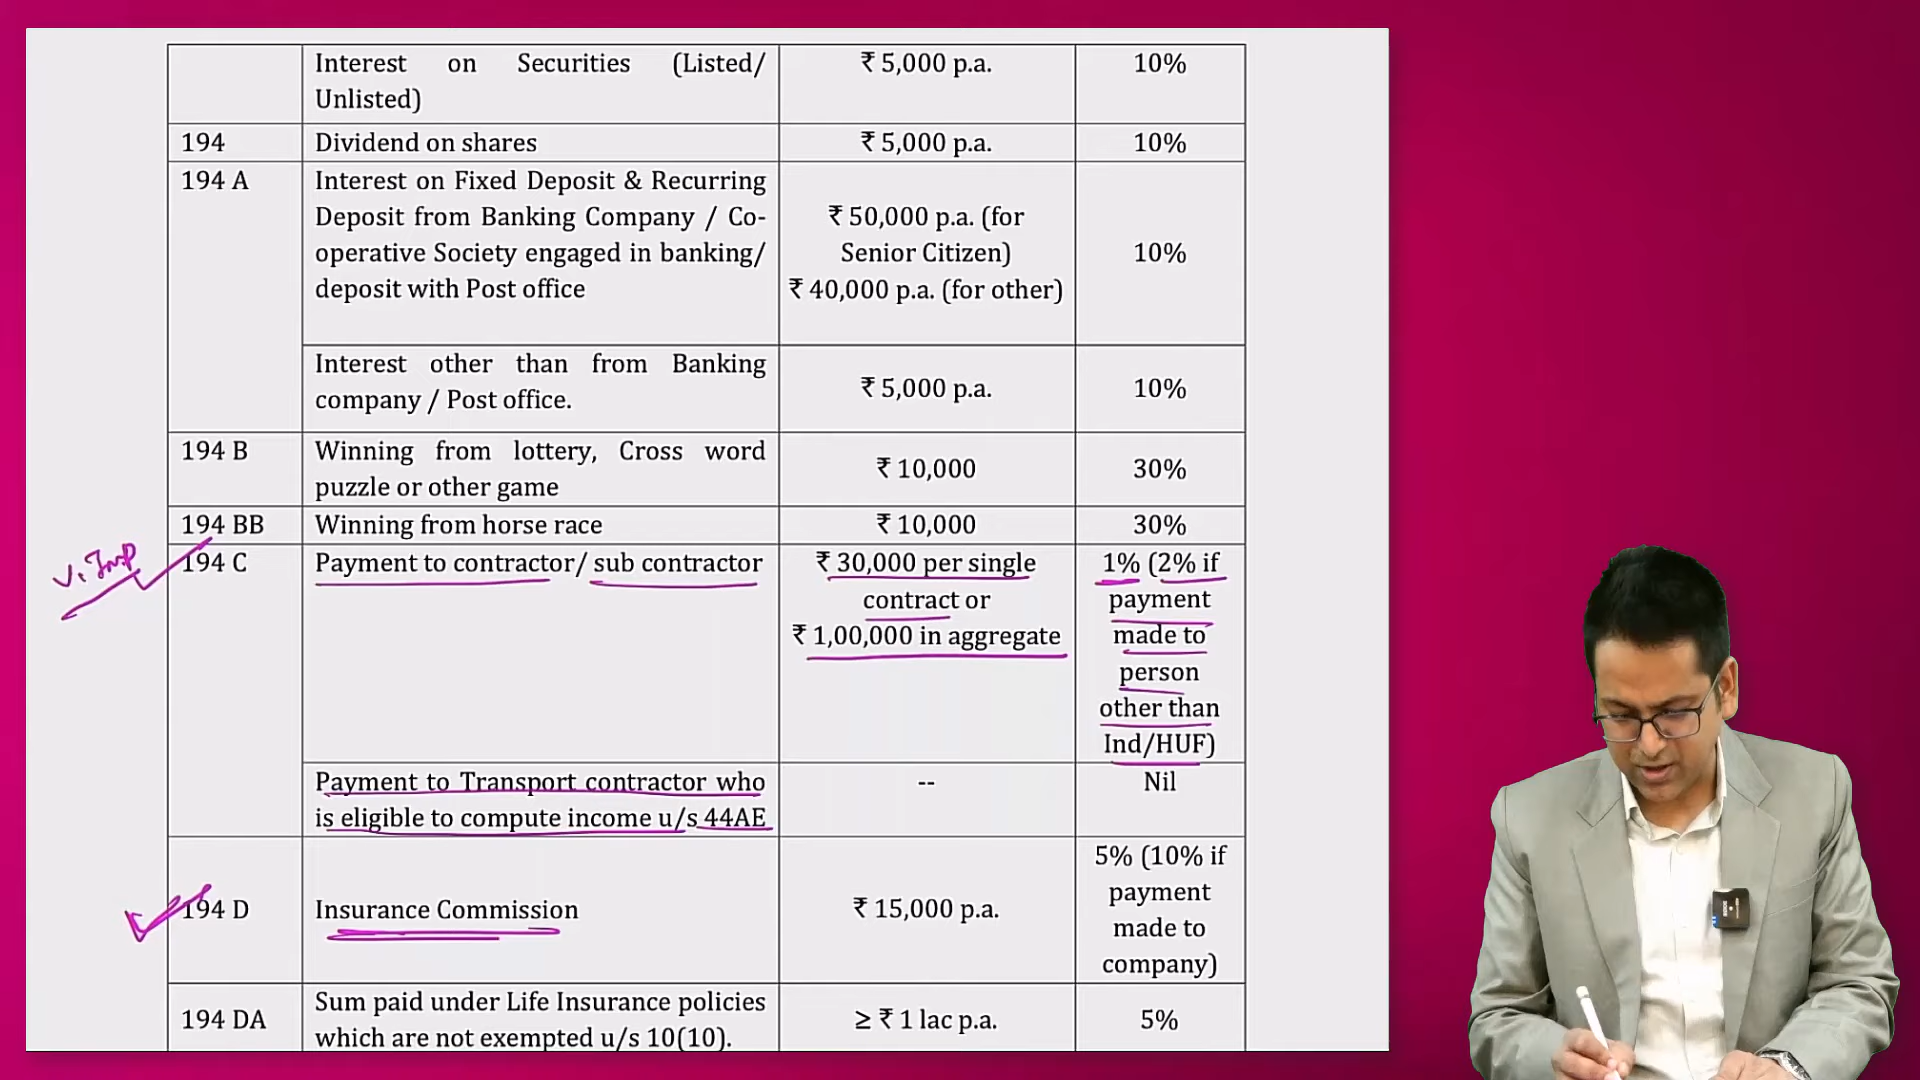 Interest on Securities (Listed/ ₹ 5,000 p.a. 10%
Unlisted)
194 Dividend on shares ₹ 5,000 p.a. 10%
194 A Interest on Fixed Deposit & Recurring
Deposit from Banking Company / Co- ₹ 50,000 p.a. (for
operative Society engaged in banking/ Senior Citizen) 10%
deposit with Post office ₹ 40,000 p.a. (for other)
Interest other than from Banking
company / Post office. ₹ 5,000 p.a. 10%
194 B Winning from lottery, Cross word
puzzle or other game ₹ 10,000 30%
194 BB Winning from horse race ₹ 10,000 30%
V. Imp
194 C Payment to contractor/ sub contractor ₹ 30,000 per single 1% (2% if
contract or payment
₹ 1,00,000 in aggregate made to
person
other than
Ind/HUF)
Payment to Transport contractor who -- Nil
is eligible to compute income u/s 44AE
5% (10% if
payment
194 D Insurance Commission ₹ 15,000 p.a. made to
company)
194 DA Sum paid under Life Insurance policies ≥ ₹ 1 lac p.a. 5%
which are not exempted u/s 10(10).